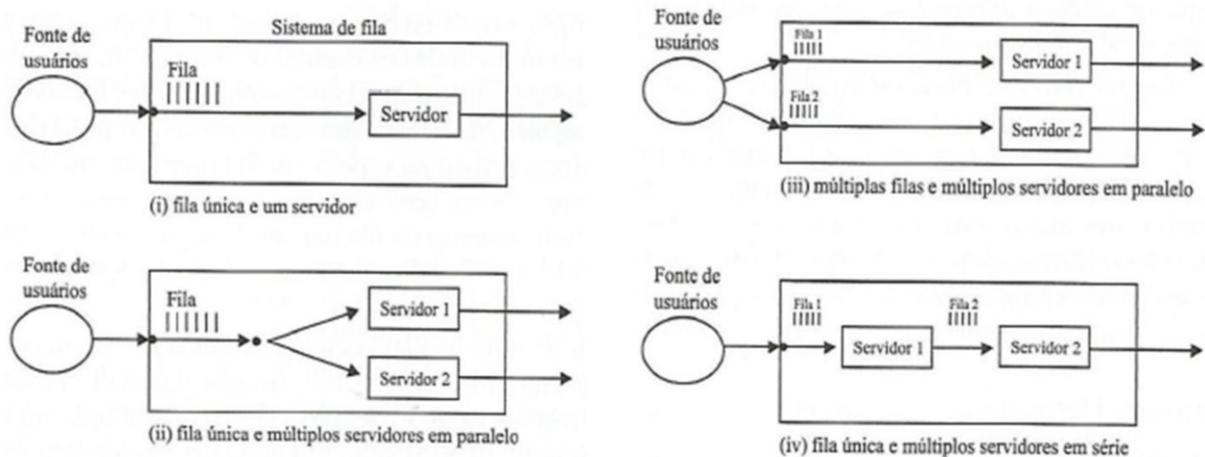 Fonte de
usuários
Sistema de fila
Fila
Servidor
(i) fila única e um servidor
Fonte de
usuários
Fila
Servidor 1
Servidor 2
(ii) fila única e múltiplos servidores em paralelo
Fonte de
usuários
Fila 1
Servidor 1
Fila 2
Servidor 2
(iii) múltiplas filas e múltiplos servidores em paralelo
Fonte de
usuários
Fila 1
Fila 2
Servidor 1
Servidor 2
(iv) fila única e múltiplos servidores em série